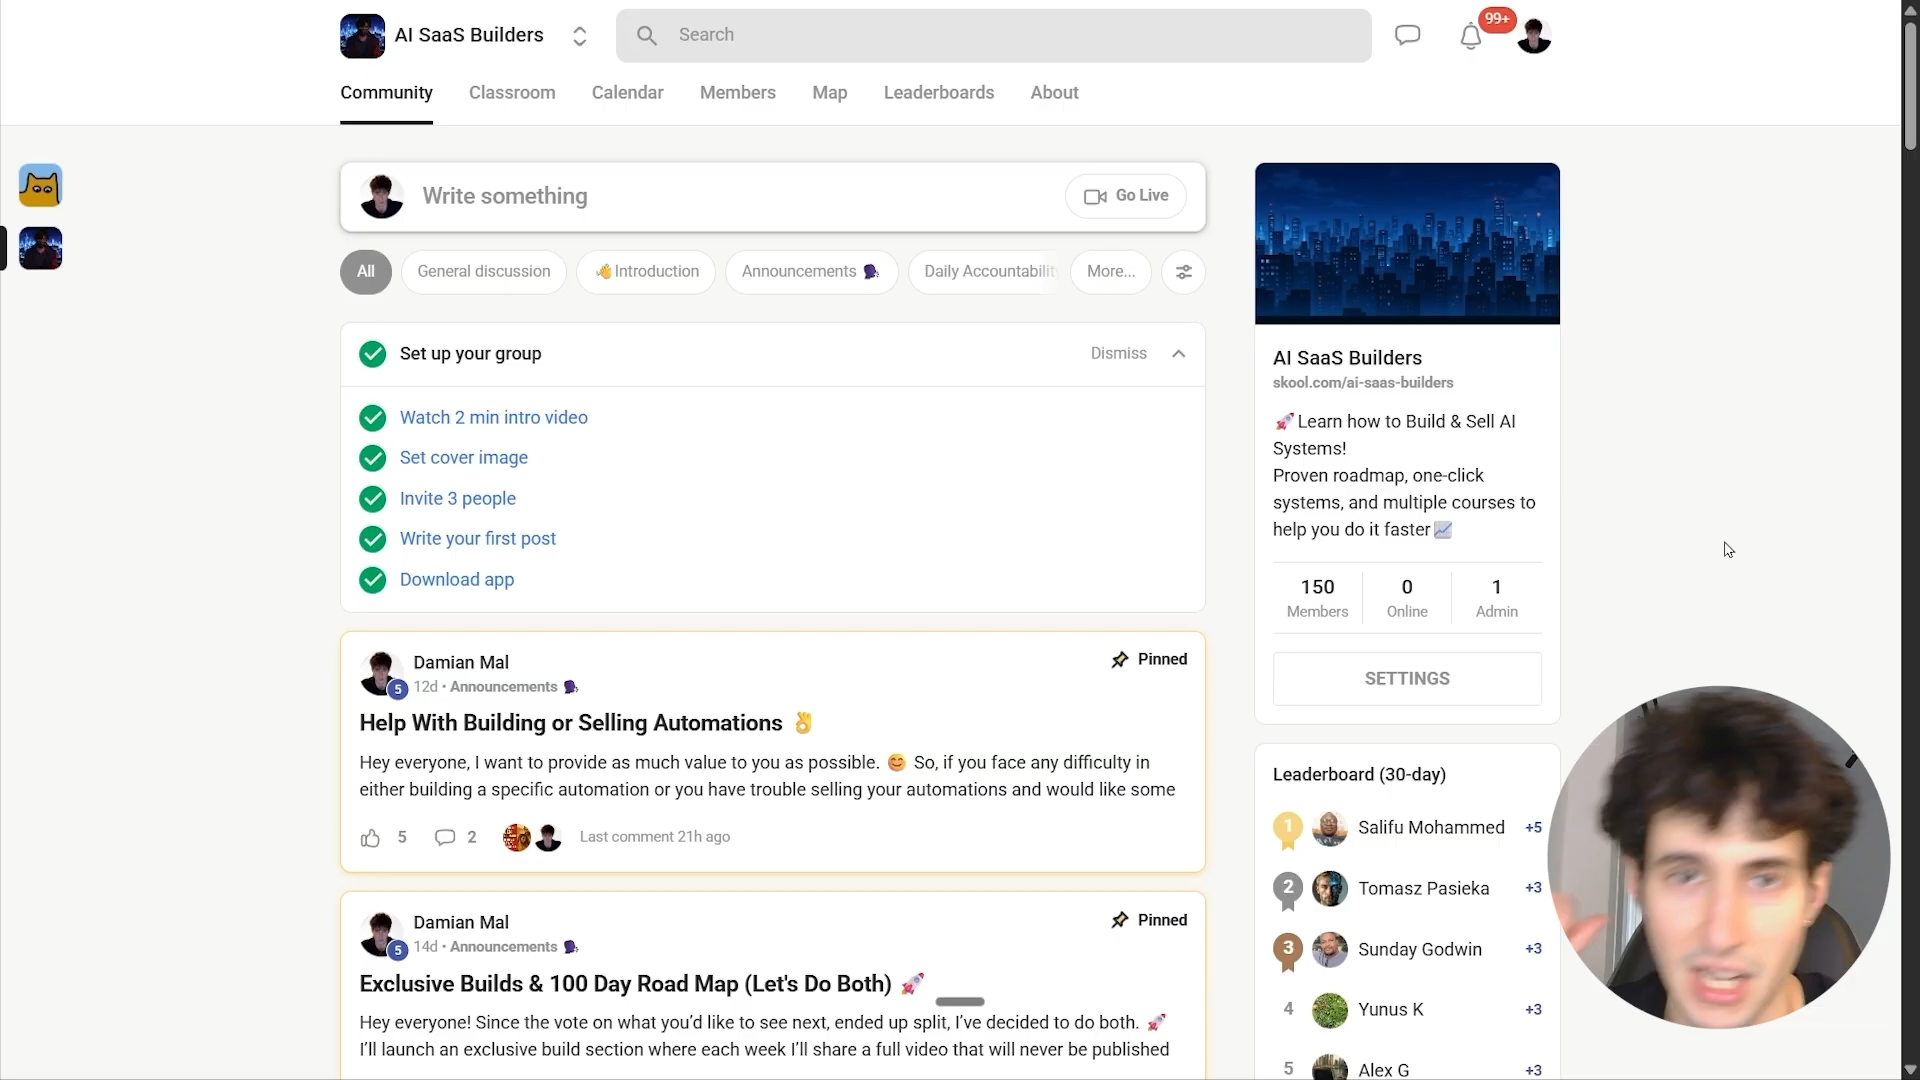 AI SaaS Builders
Search
99+
Community
Classroom
Calendar
Members
Map
Leaderboards
About
Write something
Go Live
All
General discussion
👋Introduction
Announcements 🗣
Daily Accountabilit
More...
Set up your group
Dismiss
Watch 2 min intro video
Set cover image
Invite 3 people
Write your first post
Download app
Damian Mal
Pinned
5
12d • Announcements 🗣
Help With Building or Selling Automations 👌
Hey everyone, I want to provide as much value to you as possible. 😊 So, if you face any difficulty in
either building a specific automation or you have trouble selling your automations and would like some
5
2
Last comment 21h ago
Damian Mal
Pinned
5
14d • Announcements 🗣
Exclusive Builds & 100 Day Road Map (Let's Do Both) 🚀
Hey everyone! Since the vote on what you’d like to see next, ended up split, I’ve decided to do both. 🚀
I’ll launch an exclusive build section where each week I’ll share a full video that will never be published
AI SaaS Builders
skool.com/ai-saas-builders
🚀Learn how to Build & Sell AI
Systems!
Proven roadmap, one-click
systems, and multiple courses to
help you do it faster📈
150
Members
0
Online
1
Admin
SETTINGS
Leaderboard (30-day)
1
Salifu Mohammed
+5
2
Tomasz Pasieka
+3
3
Sunday Godwin
+3
4
Yunus K
+3
5
Alex G
+3